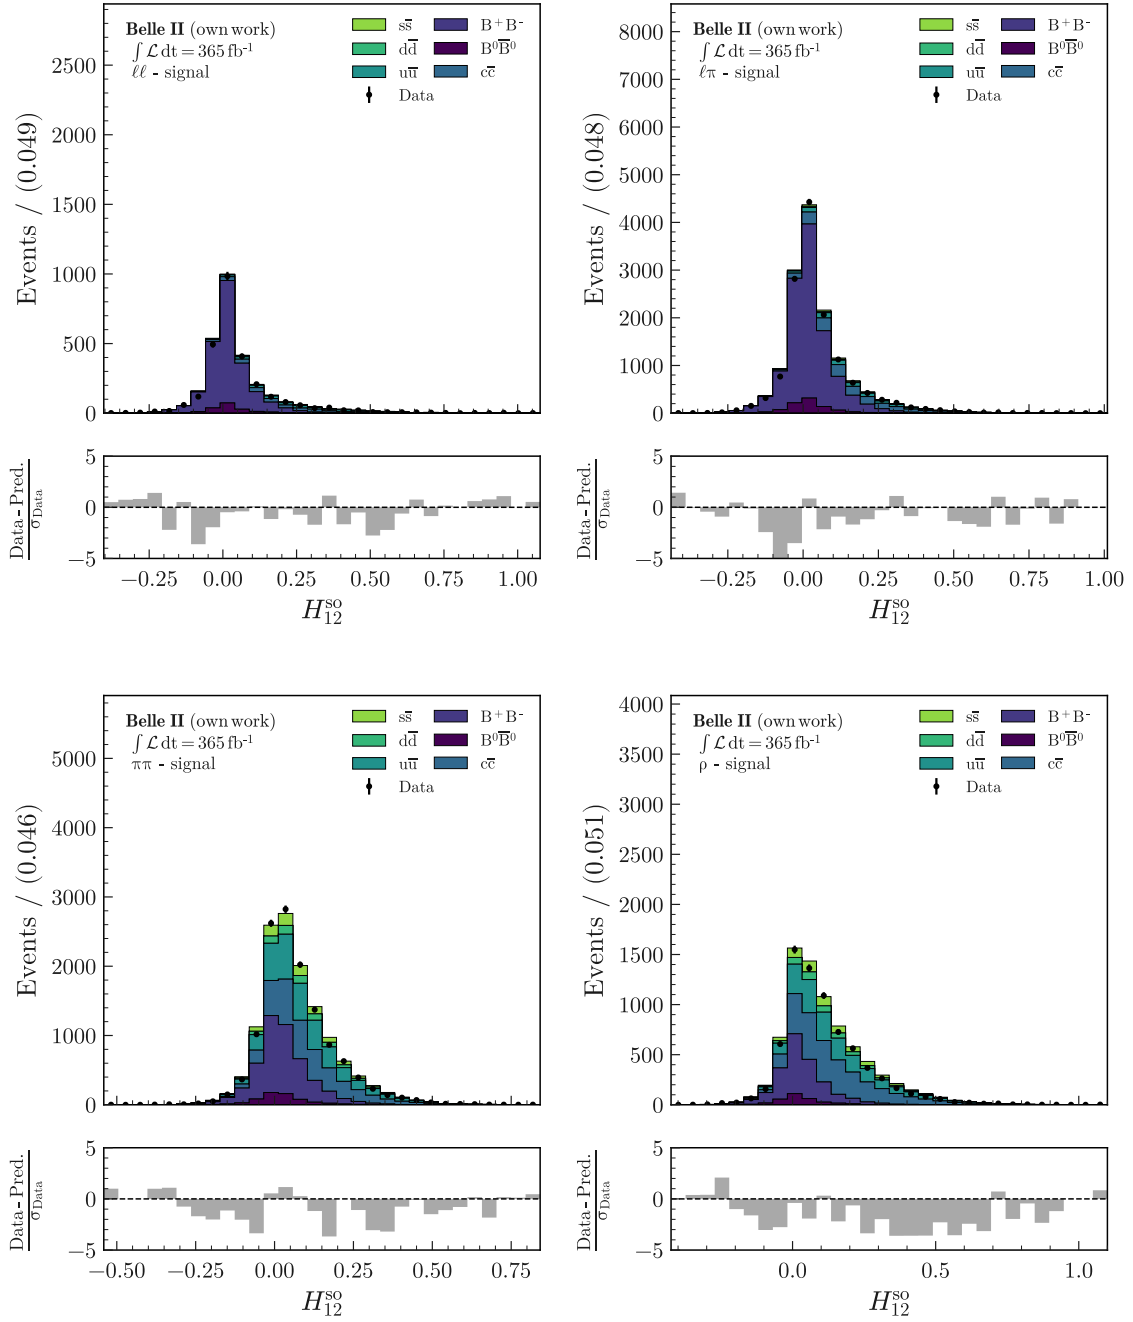 Belle II (own work)
∫ℒ dt = 365 fb⁻¹
ℓℓ - signal
ss̅
dd̅
uu̅
B⁺B⁻
B⁰B̅⁰
cc̅
Data
Events / (0.049)
2500
2000
1500
1000
500
0
Data - Pred.
σData
5
0
−5
−0.25 0.00 0.25 0.50 0.75 1.00
H₁₂ˢᵒ
Belle II (own work)
∫ℒ dt = 365 fb⁻¹
ℓπ - signal
ss̅
dd̅
uu̅
B⁺B⁻
B⁰B̅⁰
cc̅
Data
Events / (0.048)
8000
7000
6000
5000
4000
3000
2000
1000
0
Data - Pred.
σData
5
0
−5
−0.25 0.00 0.25 0.50 0.75 1.00
H₁₂ˢᵒ
Belle II (own work)
∫ℒ dt = 365 fb⁻¹
ππ - signal
ss̅
dd̅
uu̅
B⁺B⁻
B⁰B̅⁰
cc̅
Data
Events / (0.046)
5000
4000
3000
2000
1000
0
Data - Pred.
σData
5
0
−5
−0.50 −0.25 0.00 0.25 0.50 0.75
H₁₂ˢᵒ
Belle II (own work)
∫ℒ dt = 365 fb⁻¹
ρ - signal
ss̅
dd̅
uu̅
B⁺B⁻
B⁰B̅⁰
cc̅
Data
Events / (0.051)
4000
3500
3000
2500
2000
1500
1000
500
0
Data - Pred.
σData
5
0
−5
0.0 0.5 1.0
H₁₂ˢᵒ